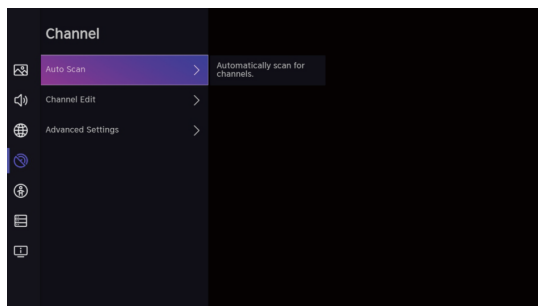 Channel
Auto Scan
Automatically scan for
channels.
Channel Edit
Advanced Settings